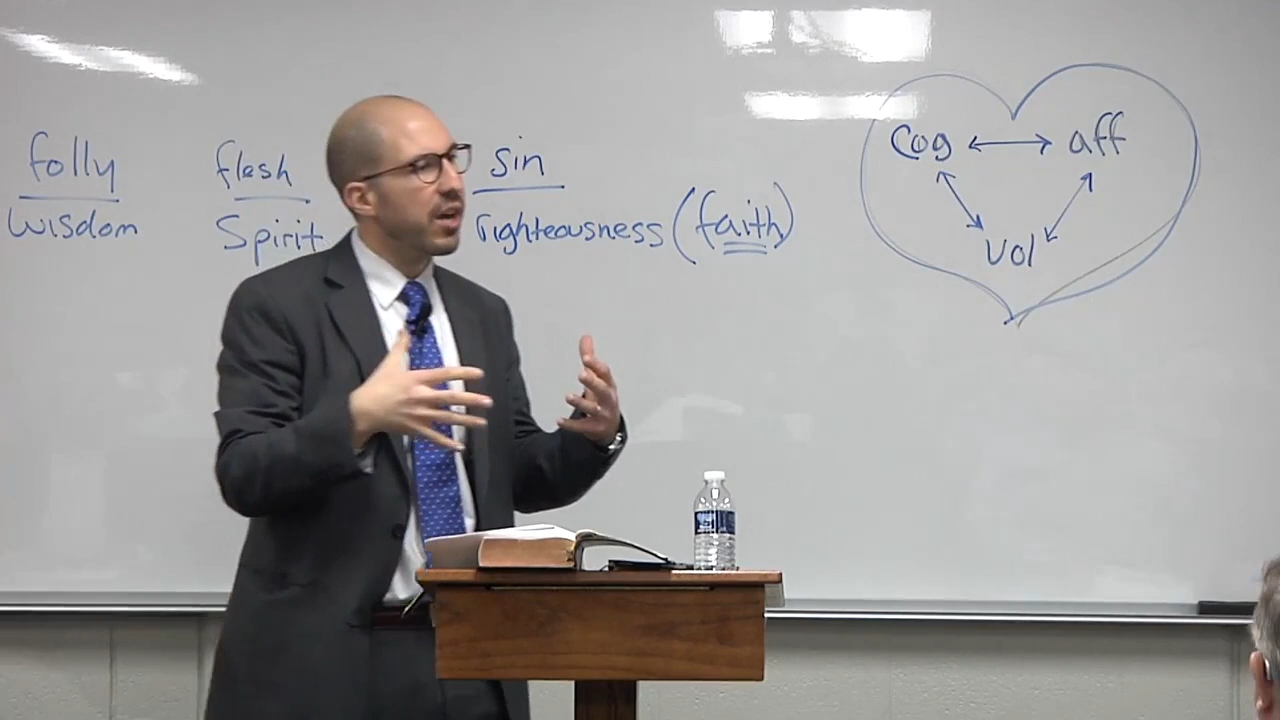 folly flesh sin
wisdom Spirit righteousness (faith)
cog aff
vol